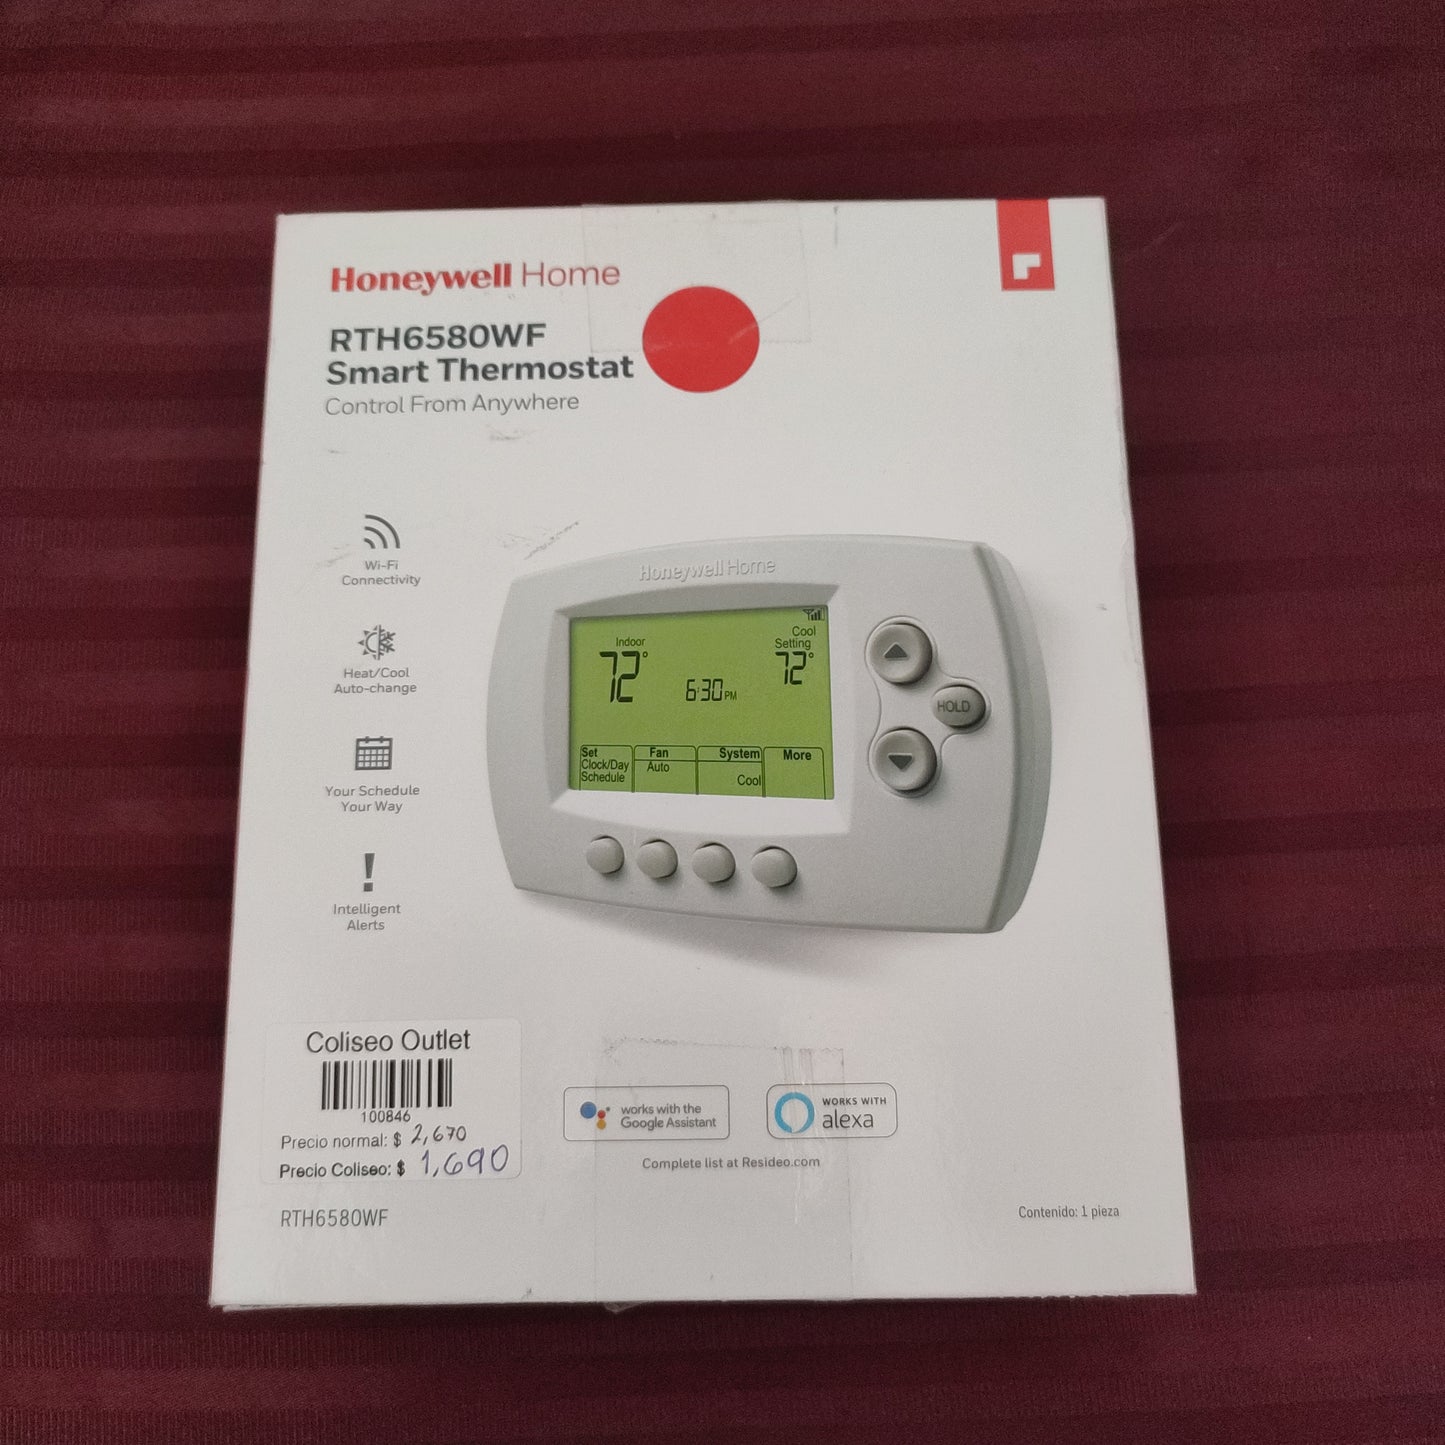 Honeywell Home
RTH6580WF
Smart Thermostat
Control From Anywhere
Wi-Fi
Connectivity
Heat/Cool
Auto-change
Your Schedule
Your Way
!
Intelligent
Alerts
Honeywell Home
Indoor
72°
6:30 PM
Cool
Setting
72°
Set
Clock/Day
Schedule
Fan
Auto
System
Cool
More
HOLD
Coliseo Outlet
100846
Precio normal: $ 2,670
Precio Coliseo: $ 1,690
works with the
Google Assistant
WORKS WITH
alexa
Complete list at Resideo.com
RTH6580WF
Contenido: 1 pieza